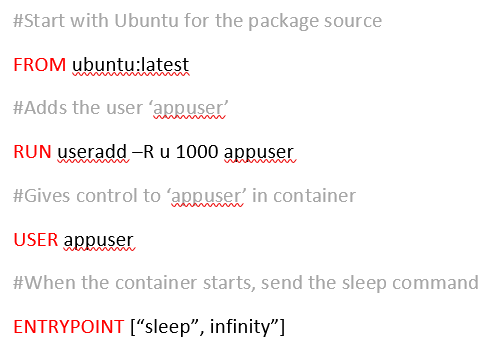 #Start with Ubuntu for the package source
FROM ubuntu:latest
#Adds the user ‘appuser’
RUN useradd –R u 1000 appuser
#Gives control to ‘appuser’ in container
USER appuser
#When the container starts, send the sleep command
ENTRYPOINT [“sleep”, infinity”]